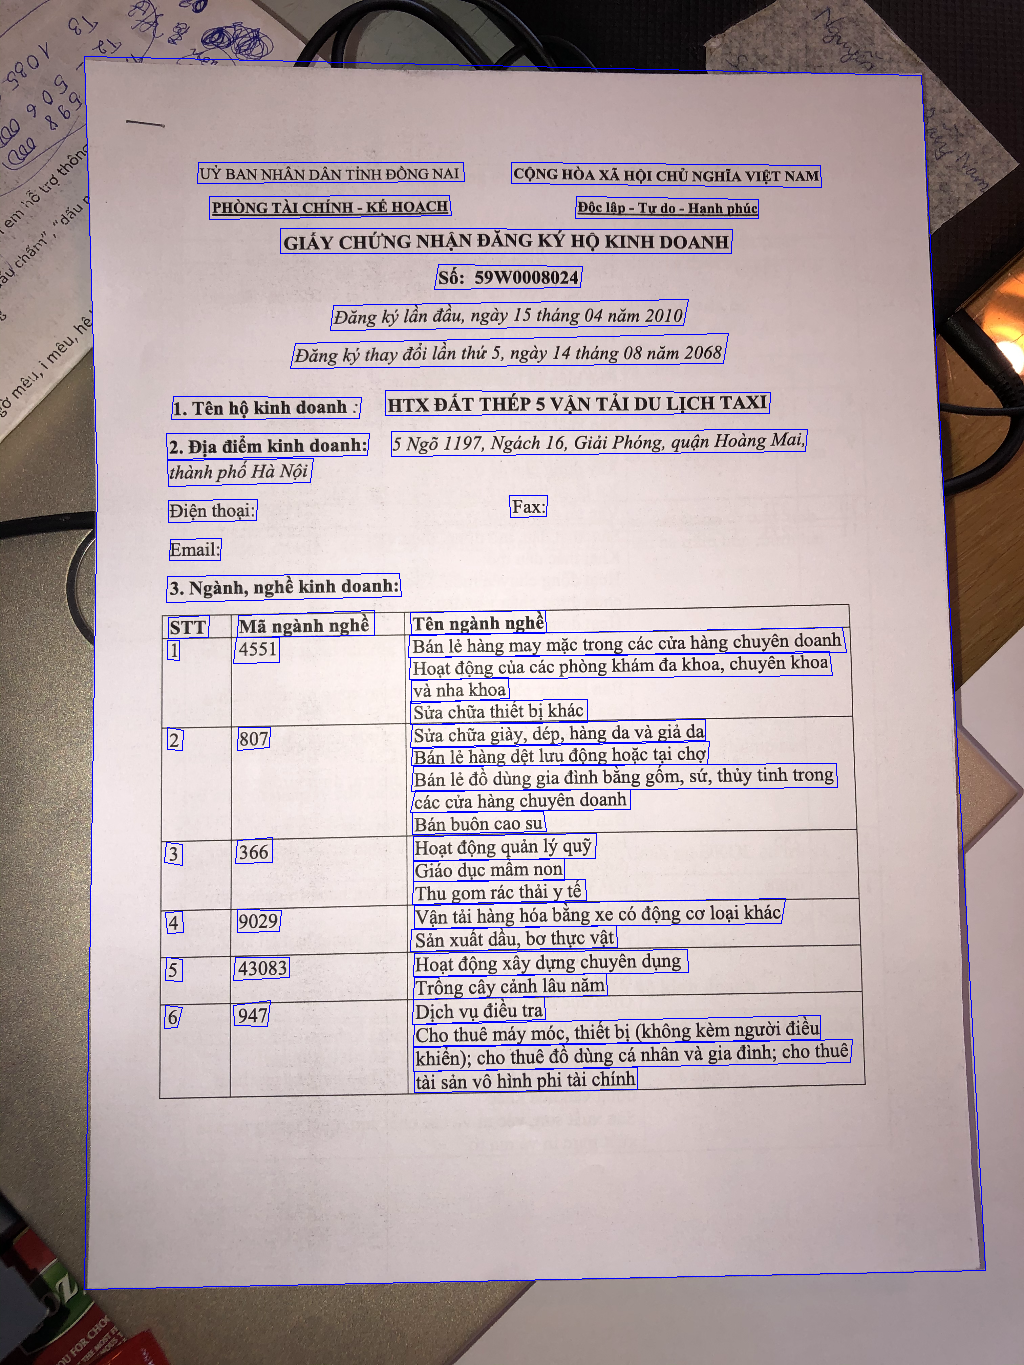 UỶ BAN NHÂN DÂN TỈNH ĐỒNG NAI
CỘNG HÒA XÃ HỘI CHỦ NGHĨA VIỆT NAM
PHÒNG TÀI CHÍNH - KẾ HOẠCH
Độc lập - Tự do - Hạnh phúc
GIẤY CHỨNG NHẬN ĐĂNG KÝ HỘ KINH DOANH
Số: 59W0008024
Đăng ký lần đầu, ngày 15 tháng 04 năm 2010
Đăng ký thay đổi lần thứ 5, ngày 14 tháng 08 năm 2068
1. Tên hộ kinh doanh : HTX ĐẤT THÉP 5 VẬN TẢI DU LỊCH TAXI
2. Địa điểm kinh doanh: 5 Ngõ 1197, Ngách 16, Giải Phóng, quận Hoàng Mai,
thành phố Hà Nội
Điện thoại: Fax:
Email:
3. Ngành, nghề kinh doanh:
STT Mã ngành nghề Tên ngành nghề
1 4551 Bán lẻ hàng may mặc trong các cửa hàng chuyên doanh
Hoạt động của các phòng khám đa khoa, chuyên khoa
và nha khoa
Sửa chữa thiết bị khác
2 807 Sửa chữa giày, dép, hàng da và giả da
Bán lẻ hàng dệt lưu động hoặc tại chợ
Bán lẻ đồ dùng gia đình bằng gốm, sứ, thủy tinh trong
các cửa hàng chuyên doanh
Bán buôn cao su
3 366 Hoạt động quản lý quỹ
Giáo dục mầm non
Thu gom rác thải y tế
4 9029 Vận tải hàng hóa bằng xe có động cơ loại khác
Sản xuất dầu, bơ thực vật
5 43083 Hoạt động xây dựng chuyên dụng
Trồng cây cảnh lâu năm
6 947 Dịch vụ điều tra
Cho thuê máy móc, thiết bị (không kèm người điều
khiển); cho thuê đồ dùng cá nhân và gia đình; cho thuê
tài sản vô hình phi tài chính